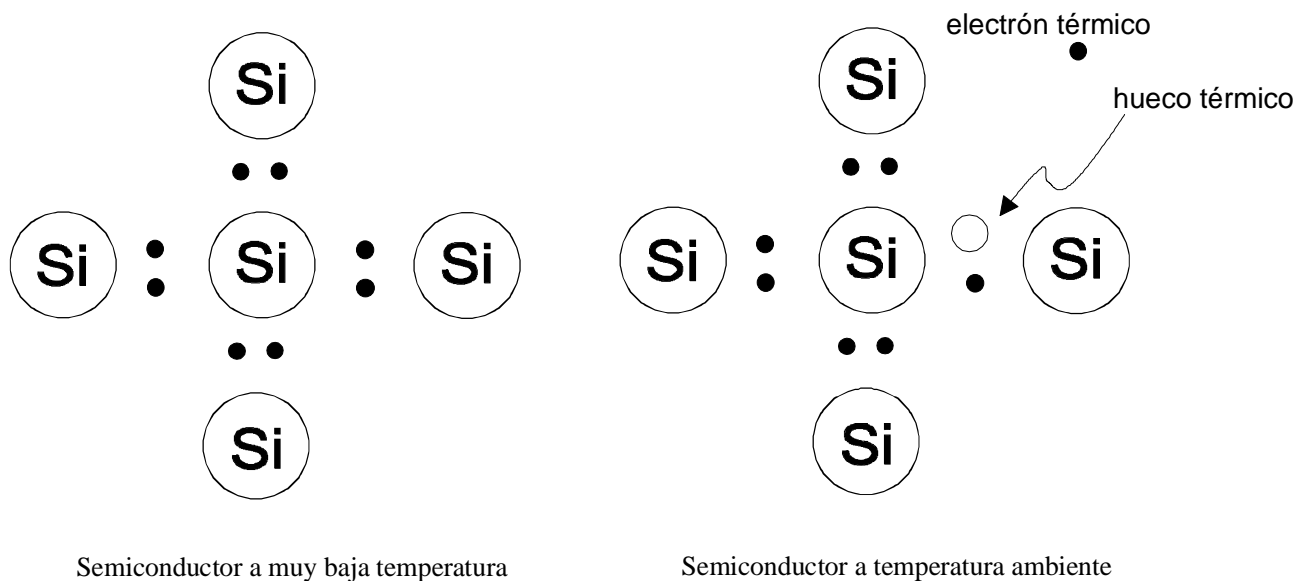 Si
Si Si Si
Si
Semiconductor a muy baja temperatura
electrón térmico
hueco térmico
Si
Si Si Si
Si
Semiconductor a temperatura ambiente